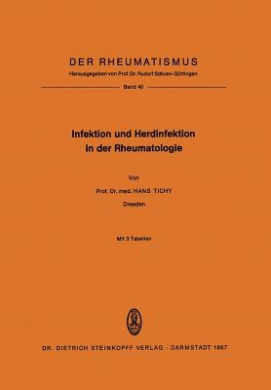 DER RHEUMATISMUS
Herausgegeben von Prof. Dr. Rudolf Schoen-Göttingen
Band 40
Infektion und Herdinfektion
in der Rheumatologie
Von
Prof. Dr. med. HANS TICHY
Dresden
Mit 3 Tabellen
DR. DIETRICH STEINKOPFF VERLAG - DARMSTADT 1967